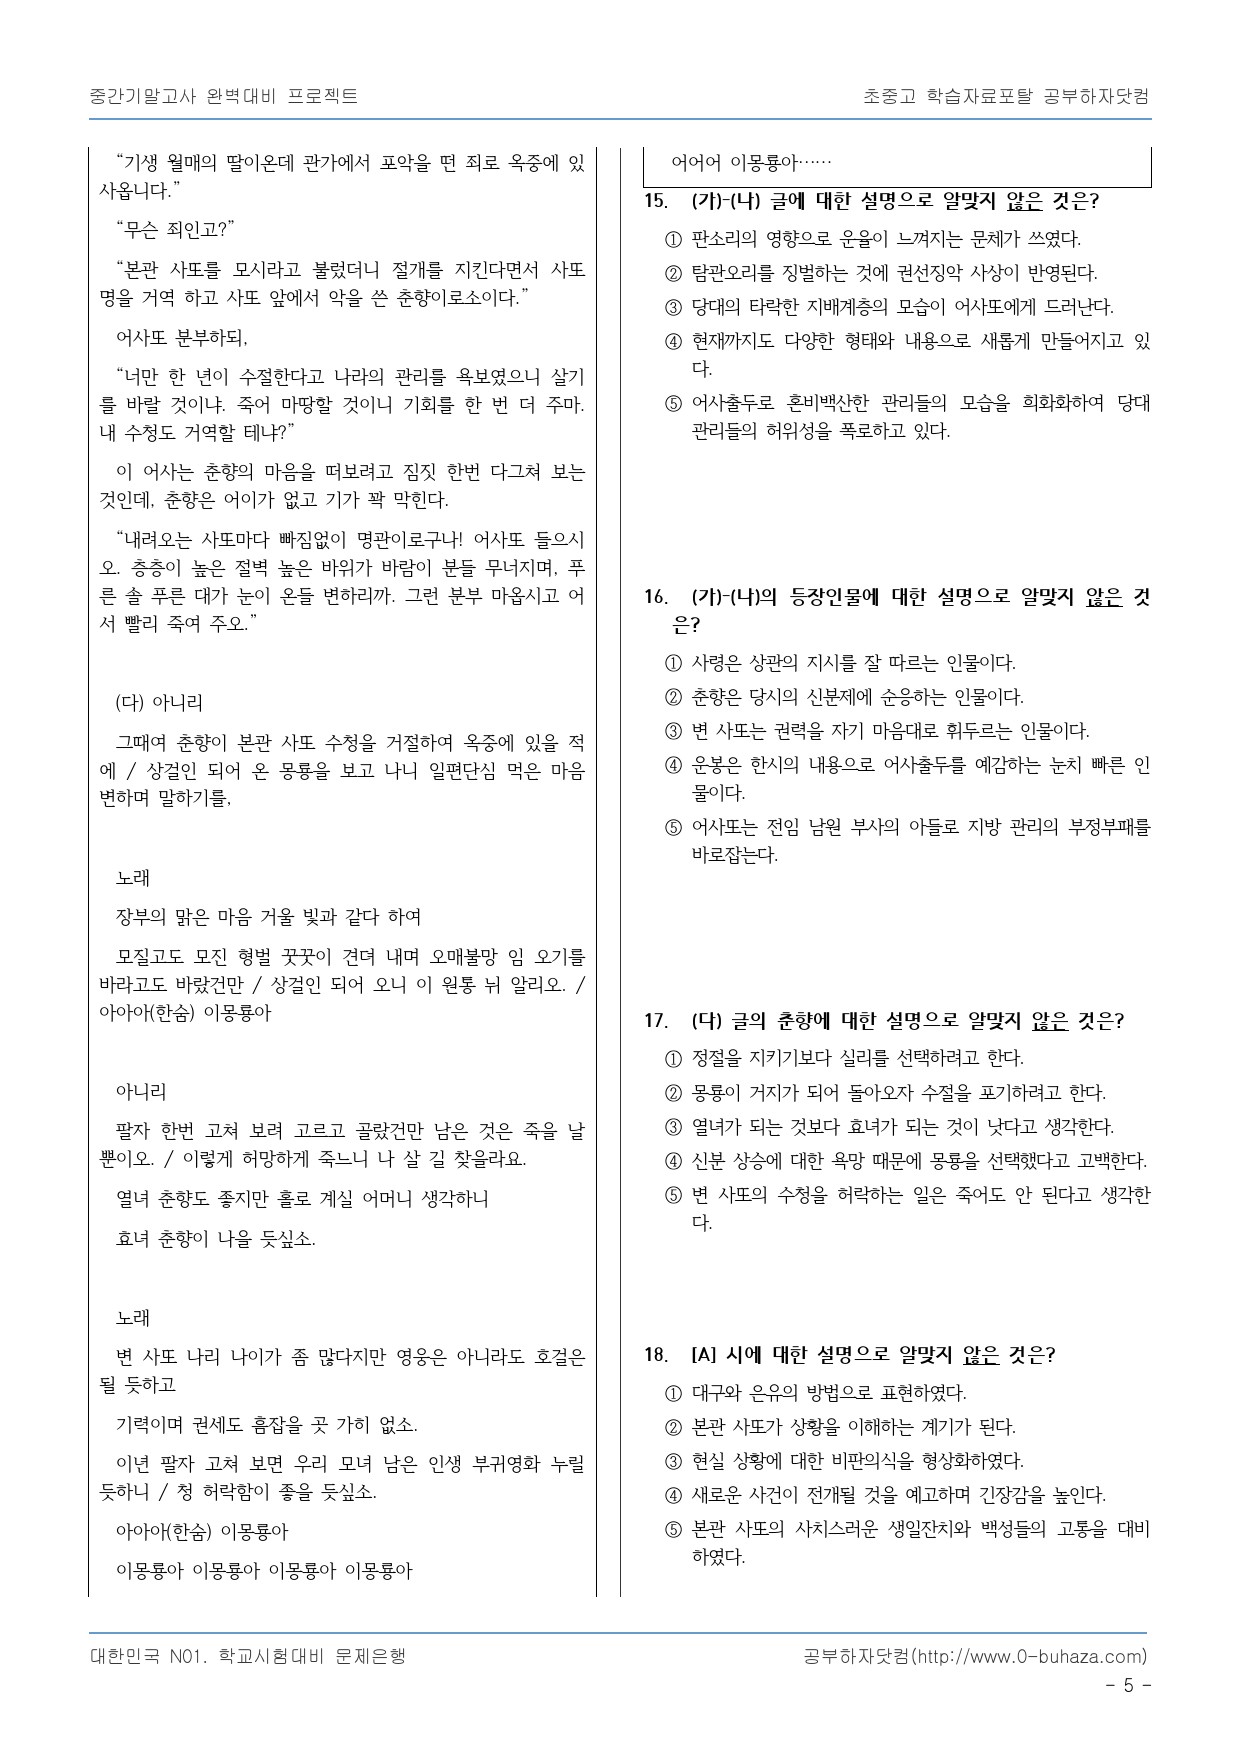 중간기말고사 완벽대비 프로젝트
초중고 학습자료포탈 공부하자닷컴
“기생 월매의 딸이온데 관가에서 포악을 떤 죄로 옥중에 있
사옵니다.”
“무슨 죄인고?”
“본관 사또를 모시라고 불렀더니 절개를 지킨다면서 사또
명을 거역 하고 사또 앞에서 악을 쓴 춘향이로소이다.”
어사또 분부하되,
“너만 한 년이 수절한다고 나라의 관리를 욕보였으니 살기
를 바랄 것이냐. 죽어 마땅할 것이니 기회를 한 번 더 주마.
내 수청도 거역할 테냐?”
이 어사는 춘향의 마음을 떠보려고 짐짓 한번 다그쳐 보는
것인데, 춘향은 어이가 없고 기가 꽉 막힌다.
“내려오는 사또마다 빠짐없이 명관이로구나! 어사또 들으시
오. 층층이 높은 절벽 높은 바위가 바람이 분들 무너지며, 푸
른 솔 푸른 대가 눈이 온들 변하리까. 그런 분부 마옵시고 어
서 빨리 죽여 주오.”
(다) 아니리
그때여 춘향이 본관 사또 수청을 거절하여 옥중에 있을 적
에 / 상걸인 되어 온 몽룡을 보고 나니 일편단심 먹은 마음
변하며 말하기를,
노래
장부의 맑은 마음 거울 빛과 같다 하여
모질고도 모진 형벌 꿋꿋이 견뎌 내며 오매불망 임 오기를
바라고도 바랐건만 / 상걸인 되어 오니 이 원통 뉘 알리오. /
아아아(한숨) 이몽룡아
아니리
팔자 한번 고쳐 보려 고르고 골랐건만 남은 것은 죽을 날
뿐이오. / 이렇게 허망하게 죽느니 나 살 길 찾을라요.
열녀 춘향도 좋지만 홀로 계실 어머니 생각하니
효녀 춘향이 나을 듯싶소.
노래
변 사또 나리 나이가 좀 많다지만 영웅은 아니라도 호걸은
될 듯하고
기력이며 권세도 흠잡을 곳 가히 없소.
이년 팔자 고쳐 보면 우리 모녀 남은 인생 부귀영화 누릴
듯하니 / 청 허락함이 좋을 듯싶소.
아아아(한숨) 이몽룡아
이몽룡아 이몽룡아 이몽룡아 이몽룡아
어어어 이몽룡아……
15. (가)-(나) 글에 대한 설명으로 알맞지 않은 것은?
① 판소리의 영향으로 운율이 느껴지는 문체가 쓰였다.
② 탐관오리를 징벌하는 것에 권선징악 사상이 반영된다.
③ 당대의 타락한 지배계층의 모습이 어사또에게 드러난다.
④ 현재까지도 다양한 형태와 내용으로 새롭게 만들어지고 있
다.
⑤ 어사출두로 혼비백산한 관리들의 모습을 희화화하여 당대
관리들의 허위성을 폭로하고 있다.
16. (가)-(나)의 등장인물에 대한 설명으로 알맞지 않은 것
은?
① 사령은 상관의 지시를 잘 따르는 인물이다.
② 춘향은 당시의 신분제에 순응하는 인물이다.
③ 변 사또는 권력을 자기 마음대로 휘두르는 인물이다.
④ 운봉은 한시의 내용으로 어사출두를 예감하는 눈치 빠른 인
물이다.
⑤ 어사또는 전임 남원 부사의 아들로 지방 관리의 부정부패를
바로잡는다.
17. (다) 글의 춘향에 대한 설명으로 알맞지 않은 것은?
① 정절을 지키기보다 실리를 선택하려고 한다.
② 몽룡이 거지가 되어 돌아오자 수절을 포기하려고 한다.
③ 열녀가 되는 것보다 효녀가 되는 것이 낫다고 생각한다.
④ 신분 상승에 대한 욕망 때문에 몽룡을 선택했다고 고백한다.
⑤ 변 사또의 수청을 허락하는 일은 죽어도 안 된다고 생각한
다.
18. [A] 시에 대한 설명으로 알맞지 않은 것은?
① 대구와 은유의 방법으로 표현하였다.
② 본관 사또가 상황을 이해하는 계기가 된다.
③ 현실 상황에 대한 비판의식을 형상화하였다.
④ 새로운 사건이 전개될 것을 예고하며 긴장감을 높인다.
⑤ 본관 사또의 사치스러운 생일잔치와 백성들의 고통을 대비
하였다.
대한민국 N01. 학교시험대비 문제은행
공부하자닷컴(http://www.0-buhaza.com)
- 5 -